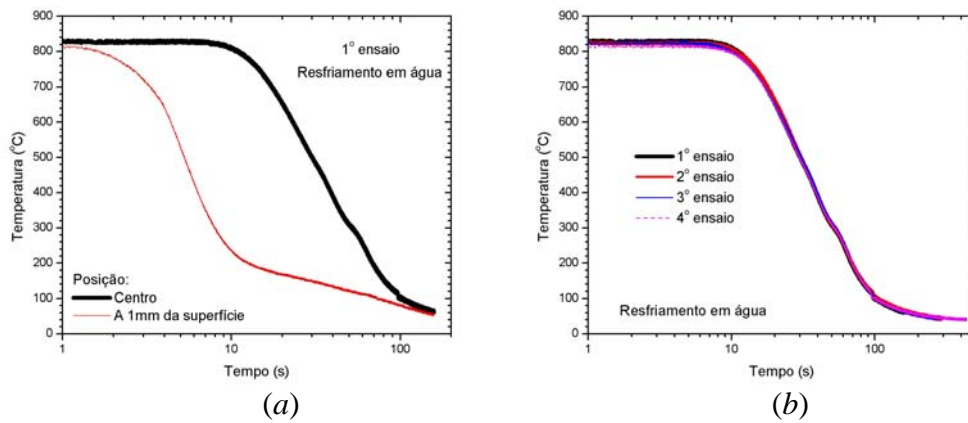 900
800
700
600
500
400
300
200
100
0
Temperatura (°C)
1° ensaio
Resfriamento em água
Posição:
Centro
A 1mm da superfície
1
10
100
Tempo (s)
(a)
900
800
700
600
500
400
300
200
100
0
Temperatura (°C)
1° ensaio
2° ensaio
3° ensaio
4° ensaio
Resfriamento em água
1
10
100
Tempo (s)
(b)